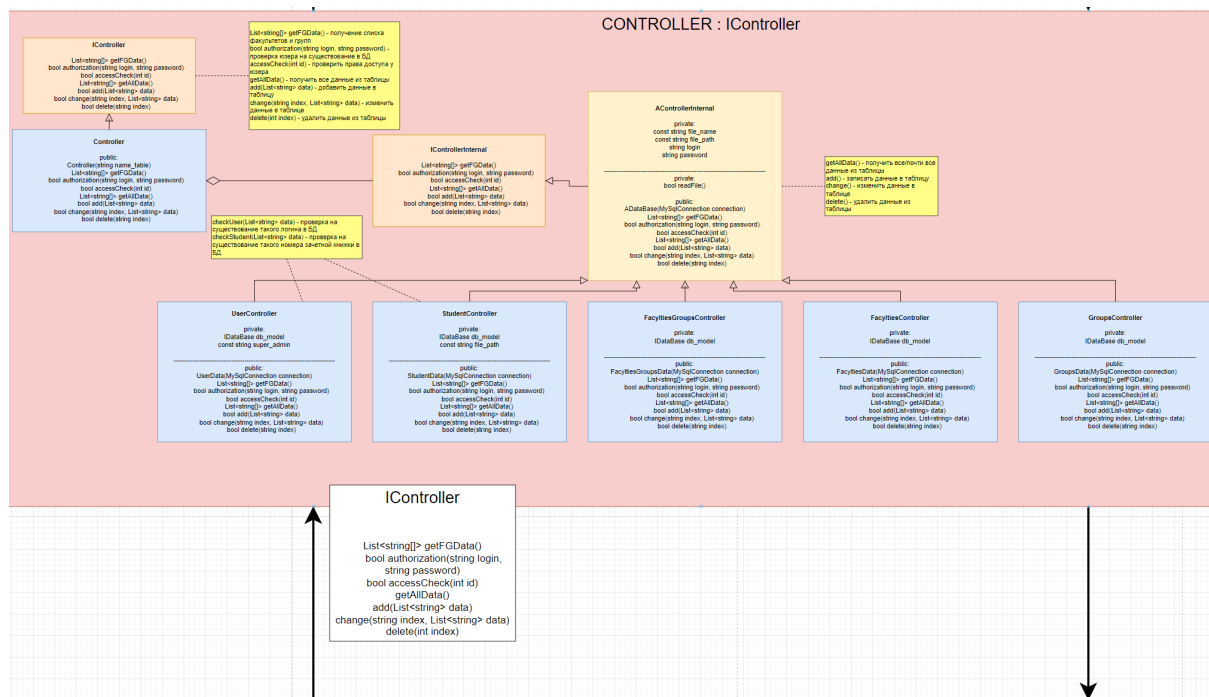 CONTROLLER : IController
IController
List<string[]> getFGData()
bool authorization(string login, string password)
bool accessCheck(int id)
List<string[]> getAllData()
bool add(List<string> data)
bool change(string index, List<string> data)
bool delete(string index)
List<string[]> getFGData() - получение списка
факультетов и групп
bool authorization(string login, string password) -
проверка юзера на существование в БД
accessCheck(int id) - проверить права доступа у
юзера
getAllData() - получить все данные из таблицы
add(List<string> data) - добавить данные в
таблицу
change(string index, List<string> data) - изменить
данные в таблице
delete(int index) - удалить данные из таблицы
Controller
public:
Controller(string name_table)
List<string[]> getFGData()
bool authorization(string login, string password)
bool accessCheck(int id)
List<string[]> getAllData()
bool add(List<string> data)
bool change(string index, List<string> data)
bool delete(string index)
IControllerInternal
List<string[]> getFGData()
bool authorization(string login, string password)
bool accessCheck(int id)
List<string[]> getAllData()
bool add(List<string> data)
bool change(string index, List<string> data)
bool delete(string index)
AControllerInternal
private:
const string file_name
const string file_path
string login
string password
private:
bool readFile()
public:
ADataBase(MySqlConnection connection)
List<string[]> getFGData()
bool authorization(string login, string password)
bool accessCheck(int id)
List<string[]> getAllData()
bool add(List<string> data)
bool change(string index, List<string> data)
bool delete(string index)
getAllData() - получить все/почти все
данные из таблицы
add() - записать данные в таблицу
change() - изменить данные в
таблице
delete() - удалить данные из
таблицы
checkUser(List<string> data) - проверка на
существование такого логина в БД.
checkStudent(List<string> data) - проверка на
существование такого номера зачетной книжки в
БД.
UserController
private:
IDataBase db_model
const string super_admin
public:
UserData(MySqlConnection connection)
List<string[]> getFGData()
bool authorization(string login, string password)
bool accessCheck(int id)
List<string[]> getAllData()
bool add(List<string> data)
bool change(string index, List<string> data)
bool delete(string index)
StudentController
private:
IDataBase db_model
const string file_path
public:
StudentData(MySqlConnection connection)
List<string[]> getFGData()
bool authorization(string login, string password)
bool accessCheck(int id)
List<string[]> getAllData()
bool add(List<string> data)
bool change(string index, List<string> data)
bool delete(string index)
FacyltiesGroupsController
private:
IDataBase db_model
public:
FacyltiesGroupsData(MySqlConnection connection)
List<string[]> getFGData()
bool authorization(string login, string password)
bool accessCheck(int id)
List<string[]> getAllData()
bool add(List<string> data)
bool change(string index, List<string> data)
bool delete(string index)
FacyltiesController
private:
IDataBase db_model
public:
FacyltiesData(MySqlConnection connection)
List<string[]> getFGData()
bool authorization(string login, string password)
bool accessCheck(int id)
List<string[]> getAllData()
bool add(List<string> data)
bool change(string index, List<string> data)
bool delete(string index)
GroupsController
private:
IDataBase db_model
public:
GroupsData(MySqlConnection connection)
List<string[]> getFGData()
bool authorization(string login, string password)
bool accessCheck(int id)
List<string[]> getAllData()
bool add(List<string> data)
bool change(string index, List<string> data)
bool delete(string index)
IController
List<string[]> getFGData()
bool authorization(string login,
string password)
bool accessCheck(int id)
getAllData()
add(List<string> data)
change(string index, List<string> data)
delete(int index)